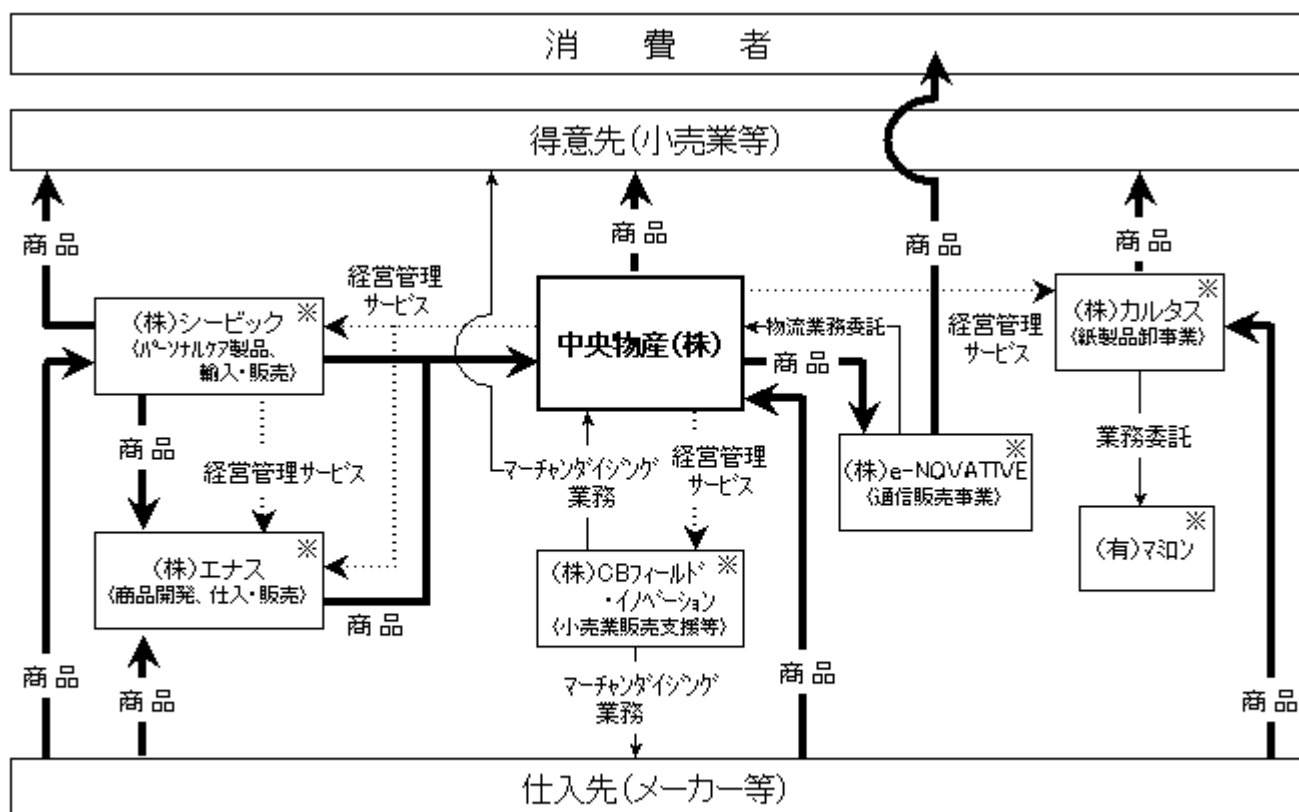 消 費 者
得意先(小売業等)
商 品
商 品
商 品
商 品
経営管理
サービス
※
(株)シービック
〈パーソナルケア製品、
輸入・販売〉
中央物産(株)
物流業務委託
商 品
経営管理
サービス
※
(株)カルタス
〈紙製品卸事業〉
商 品
経営管理サービス
マーチャンダイジング
業務
経営管理
サービス
※
(株)e-NOVATIVE
〈通信販売事業〉
業務委託
※
(株)エナス
〈商品開発、仕入・販売〉
商 品
※
(株)CBフィールド
・イノベーション
〈小売業販売支援等〉
※
(有)マミロン
商 品
商 品
マーチャンダイジング
業務
商 品
商 品
仕入先(メーカー等)